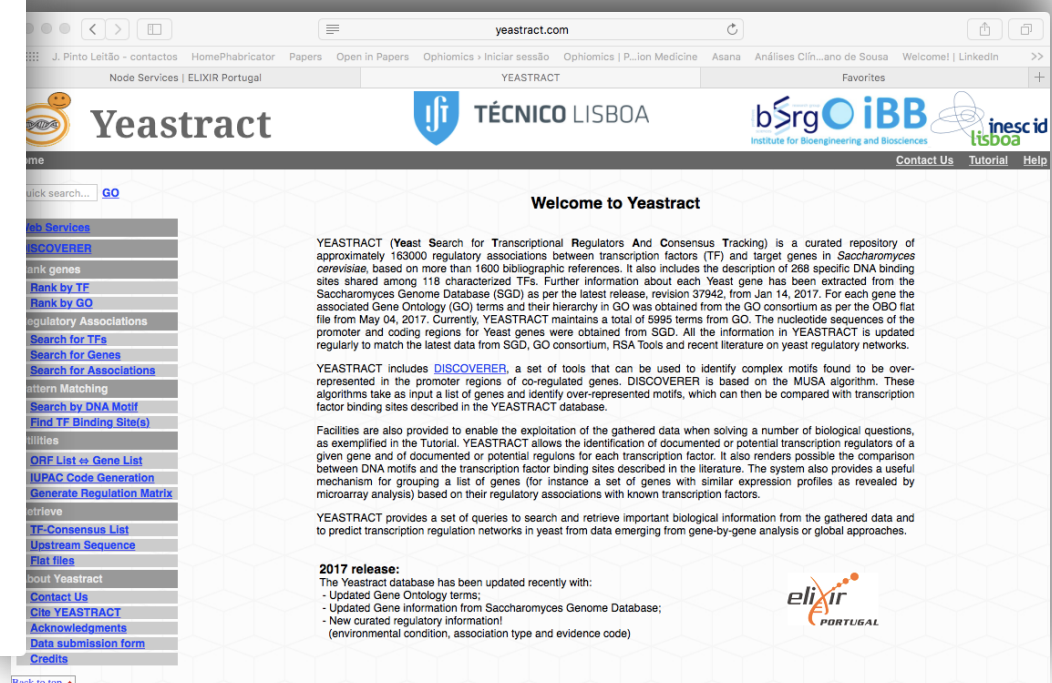 yeastract.com
J. Pinto Leitão - contactos HomePhabricator Papers Open in Papers Ophiomics › Iniciar sessão Ophiomics | P...ion Medicine Asana Análises Clín...ano de Sousa Welcome! | LinkedIn >>
Node Services | ELIXIR Portugal YEASTRACT Favorites +
Yeastract
TÉCNICO LISBOA
bsrg iBB
Institute for Bioengineering and Biosciences
inesc id
lisboa
ome Contact Us Tutorial Help
uick search... GO
Welcome to Yeastract
eb Services
ISCOVERER
ank genes
Rank by TF
Rank by GO
egulatory Associations
Search for TFs
Search for Genes
Search for Associations
attern Matching
Search by DNA Motif
Find TF Binding Site(s)
tilities
ORF List ⇔ Gene List
IUPAC Code Generation
Generate Regulation Matrix
etrieve
TF-Consensus List
Upstream Sequence
Flat files
bout Yeastract
Contact Us
Cite YEASTRACT
Acknowledgments
Data submission form
Credits
Back to top
YEASTRACT (Yeast Search for Transcriptional Regulators And Consensus Tracking) is a curated repository of
approximately 163000 regulatory associations between transcription factors (TF) and target genes in Saccharomyces
cerevisiae, based on more than 1600 bibliographic references. It also includes the description of 268 specific DNA binding
sites shared among 118 characterized TFs. Further information about each Yeast gene has been extracted from the
Saccharomyces Genome Database (SGD) as per the latest release, revision 37942, from Jan 14, 2017. For each gene the
associated Gene Ontology (GO) terms and their hierarchy in GO was obtained from the GO consortium as per the OBO flat
file from May 04, 2017. Currently, YEASTRACT maintains a total of 5995 terms from GO. The nucleotide sequences of the
promoter and coding regions for Yeast genes were obtained from SGD. All the information in YEASTRACT is updated
regularly to match the latest data from SGD, GO consortium, RSA Tools and recent literature on yeast regulatory networks.
YEASTRACT includes DISCOVERER, a set of tools that can be used to identify complex motifs found to be over-
represented in the promoter regions of co-regulated genes. DISCOVERER is based on the MUSA algorithm. These
algorithms take as input a list of genes and identify over-represented motifs, which can then be compared with transcription
factor binding sites described in the YEASTRACT database.
Facilities are also provided to enable the exploitation of the gathered data when solving a number of biological questions,
as exemplified in the Tutorial. YEASTRACT allows the identification of documented or potential transcription regulators of a
given gene and of documented or potential regulons for each transcription factor. It also renders possible the comparison
between DNA motifs and the transcription factor binding sites described in the literature. The system also provides a useful
mechanism for grouping a list of genes (for instance a set of genes with similar expression profiles as revealed by
microarray analysis) based on their regulatory associations with known transcription factors.
YEASTRACT provides a set of queries to search and retrieve important biological information from the gathered data and
to predict transcription regulation networks in yeast from data emerging from gene-by-gene analysis or global approaches.
2017 release:
The Yeastract database has been updated recently with:
- Updated Gene Ontology terms;
- Updated Gene information from Saccharomyces Genome Database;
- New curated regulatory information!
(environmental condition, association type and evidence code)
elixir
PORTUGAL